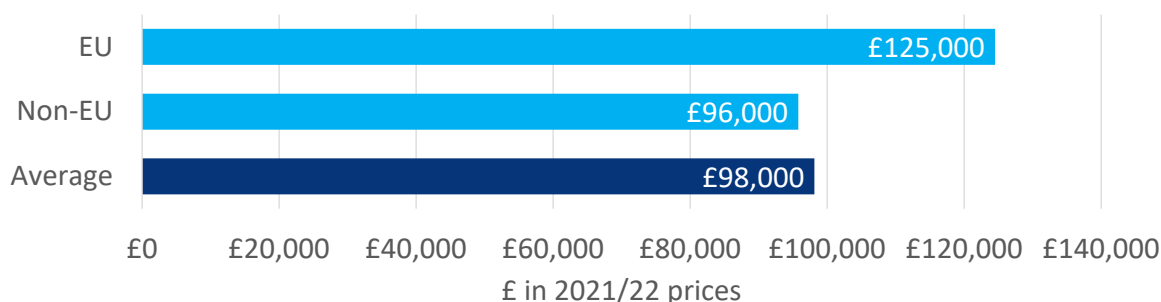 EU
£125,000
Non-EU
£96,000
Average
£98,000
£0 £20,000 £40,000 £60,000 £80,000 £100,000 £120,000 £140,000
£ in 2021/22 prices